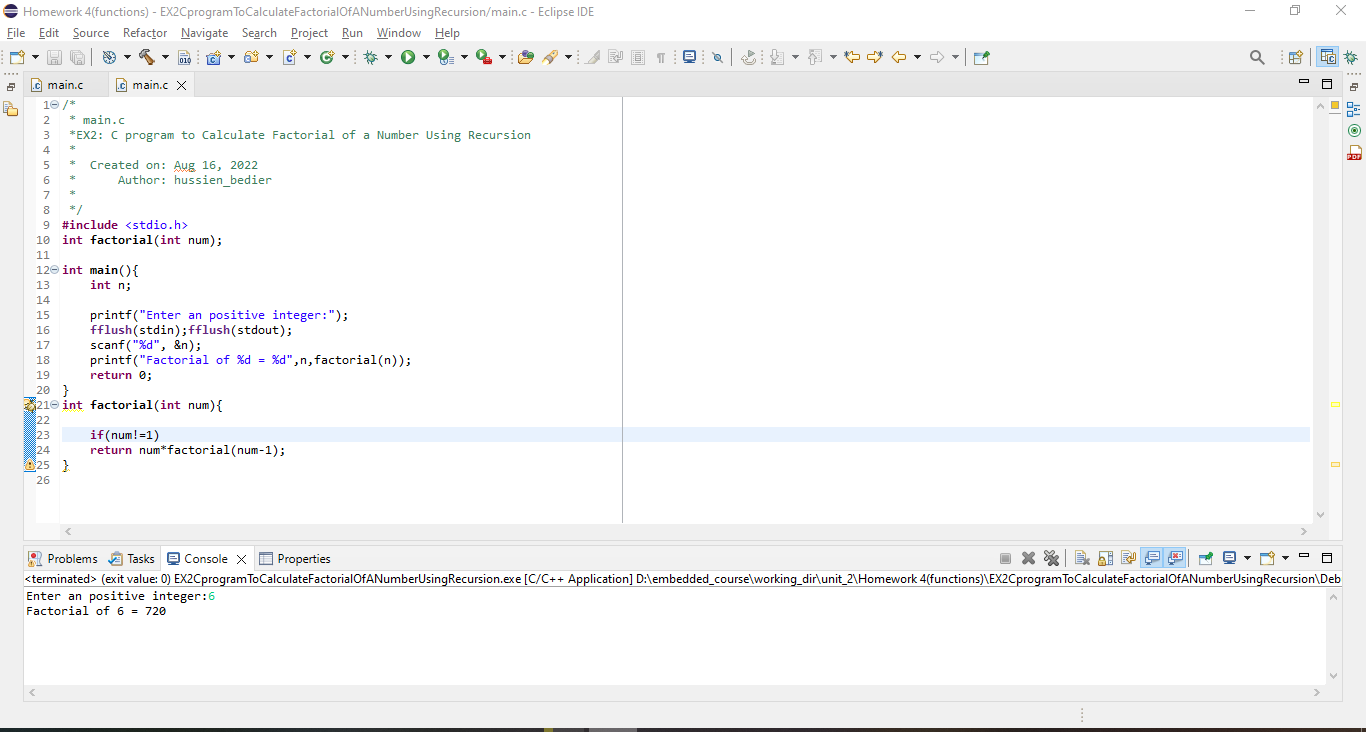 Homework 4(functions) - EX2CprogramToCalculateFactorialOfANumberUsingRecursion/main.c - Eclipse IDE
File Edit Source Refactor Navigate Search Project Run Window Help
main.c main.c
1 /*
2  * main.c
3  *EX2: C program to Calculate Factorial of a Number Using Recursion
4  *
5  *  Created on: Aug 16, 2022
6  *      Author: hussien_bedier
7  *
8  */
9 #include <stdio.h>
10 int factorial(int num);
11
12 int main(){
13     int n;
14
15     printf("Enter an positive integer:");
16     fflush(stdin);fflush(stdout);
17     scanf("%d", &n);
18     printf("Factorial of %d = %d",n,factorial(n));
19     return 0;
20 }
21 int factorial(int num){
22
23     if(num!=1)
24     return num*factorial(num-1);
25 }
26
Problems Tasks Console Properties
<terminated> (exit value: 0) EX2CprogramToCalculateFactorialOfANumberUsingRecursion.exe [C/C++ Application] D:\embedded_course\working_dir\unit_2\Homework 4(functions)\EX2CprogramToCalculateFactorialOfANumberUsingRecursion\Deb
Enter an positive integer:6
Factorial of 6 = 720